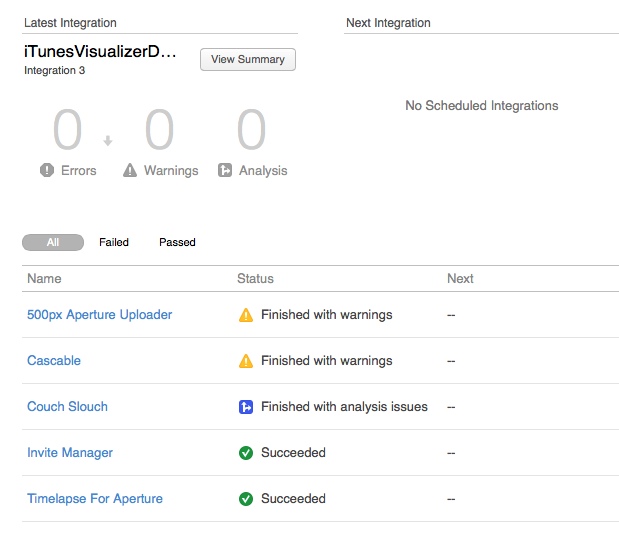 Latest Integration
Next Integration
iTunesVisualizerD...
View Summary
Integration 3
No Scheduled Integrations
0 0 0
Errors Warnings Analysis
All Failed Passed
Name Status Next
500px Aperture Uploader Finished with warnings --
Cascable Finished with warnings --
Couch Slouch Finished with analysis issues --
Invite Manager Succeeded --
Timelapse For Aperture Succeeded --